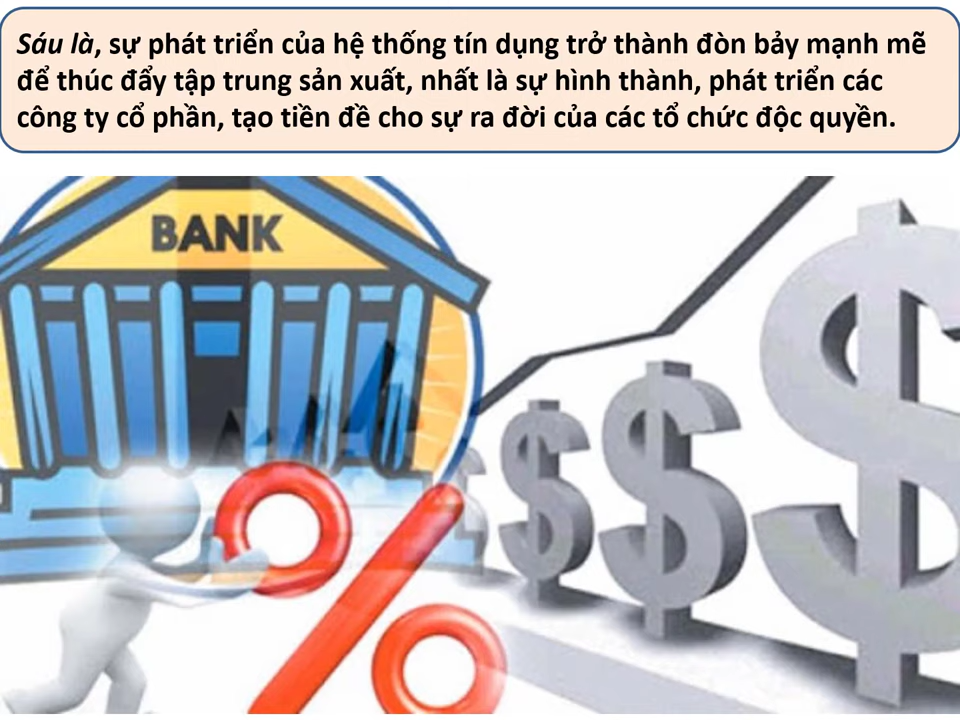 Sáu là, sự phát triển của hệ thống tín dụng trở thành đòn bảy mạnh mẽ
để thúc đẩy tập trung sản xuất, nhất là sự hình thành, phát triển các
công ty cổ phần, tạo tiền đề cho sự ra đời của các tổ chức độc quyền.
BANK